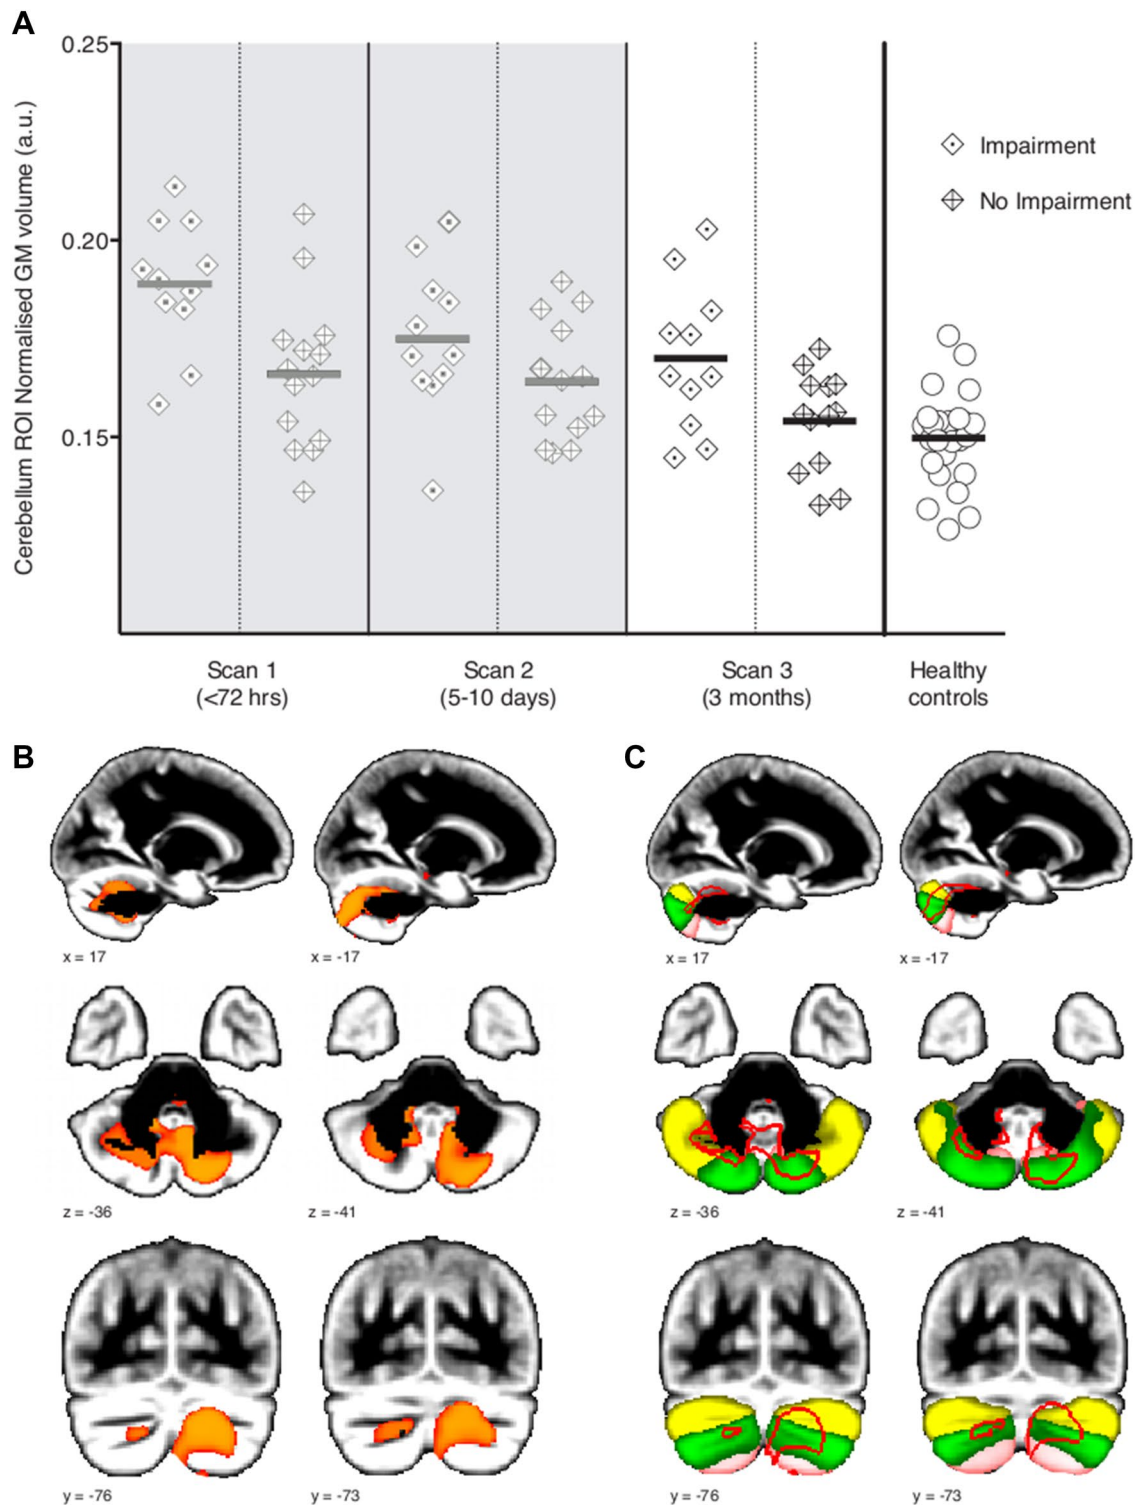 A
0.25
0.20
0.15
Cerebellum ROI Normalised GM volume (a.u.)
Impairment
No Impairment
Scan 1
(<72 hrs)
Scan 2
(5-10 days)
Scan 3
(3 months)
Healthy
controls
B
C
x = 17
x = -17
x = 17
x = -17
z = -36
z = -41
z = -36
z = -41
y = -76
y = -73
y = -76
y = -73